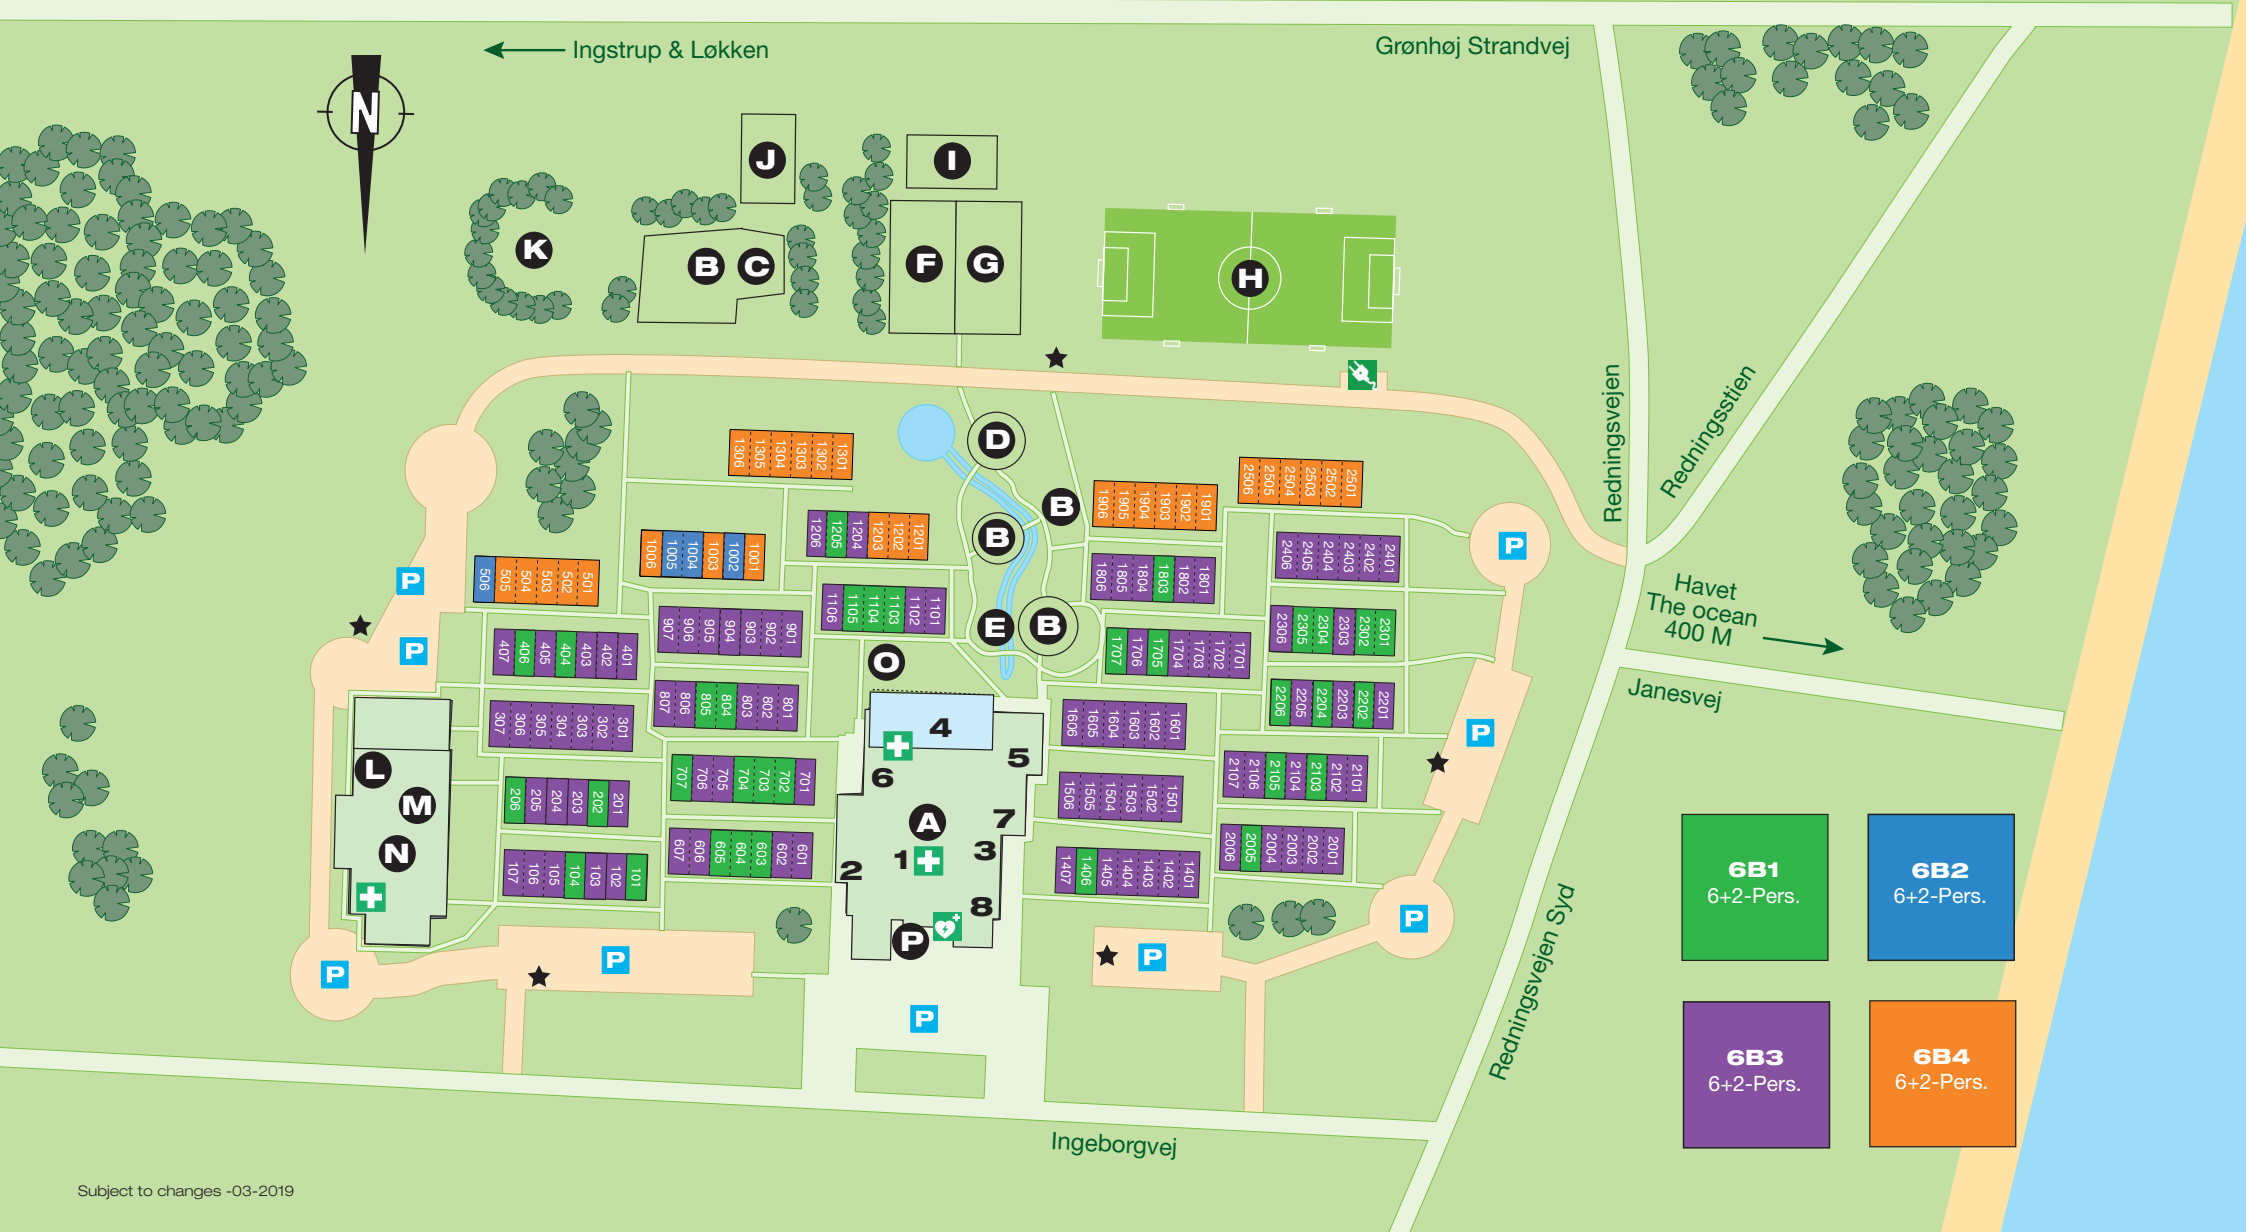 Ingstrup & Løkken
Grønhøj Strandvej
N
J
I
K
B C
F G
H
Redningsvejen
Redningsstien
D
1306 1305 1304 1303 1302 1301
2506 2505 2504 2503 2502 2501
1906 1905 1904 1903 1902 1901
B
B
1206 1205 1204 1203 1202 1201
1006 1005 1004 1003 1002 1001
2406 2405 2404 2403 2402 2401
P
506 505 504 503 502 501
P
1806 1805 1804 1803 1802 1801
1106 1105 1104 1103 1102 1101
Havet
The ocean
400 M
E
B
907 906 905 904 903 902 901
2306 2305 2304 2303 2302 2301
407 406 405 404 403 402 401
P
1707 1706 1705 1704 1703 1702 1701
O
Janesvej
807 806 805 804 803 802 801
2206 2205 2204 2203 2202 2201
307 306 305 304 303 302 301
1606 1605 1604 1603 1602 1601
4
P
5
6
L
707 706 705 704 703 702 701
2107 2106 2105 2104 2103 2102 2101
M
206 205 204 203 202 201
1506 1505 1504 1503 1502 1501
A
7
N
607 606 605 604 603 602 601
2006 2005 2004 2003 2002 2001
1
2
3
107 106 105 104 103 102 101
1407 1406 1405 1404 1403 1402 1401
8
P
P
P
P
P
P
P
Redningsvejen Syd
Ingeborgvej
6B1
6+2-Pers.
6B2
6+2-Pers.
6B3
6+2-Pers.
6B4
6+2-Pers.
Subject to changes -03-2019